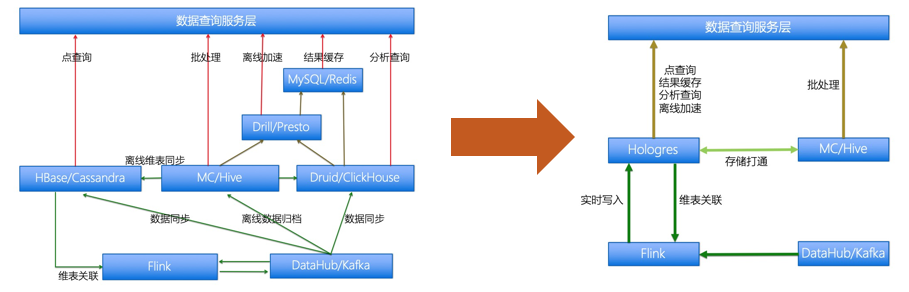 数据查询服务层
点查询
批处理
离线加速
结果缓存
分析查询
MySQL/Redis
Drill/Presto
离线维表同步
HBase/Cassandra
MC/Hive
Druid/ClickHouse
数据同步
离线数据归档
数据同步
维表关联
Flink
DataHub/Kafka
数据查询服务层
点查询
结果缓存
分析查询
离线加速
批处理
Hologres
存储打通
MC/Hive
实时写入
维表关联
Flink
DataHub/Kafka